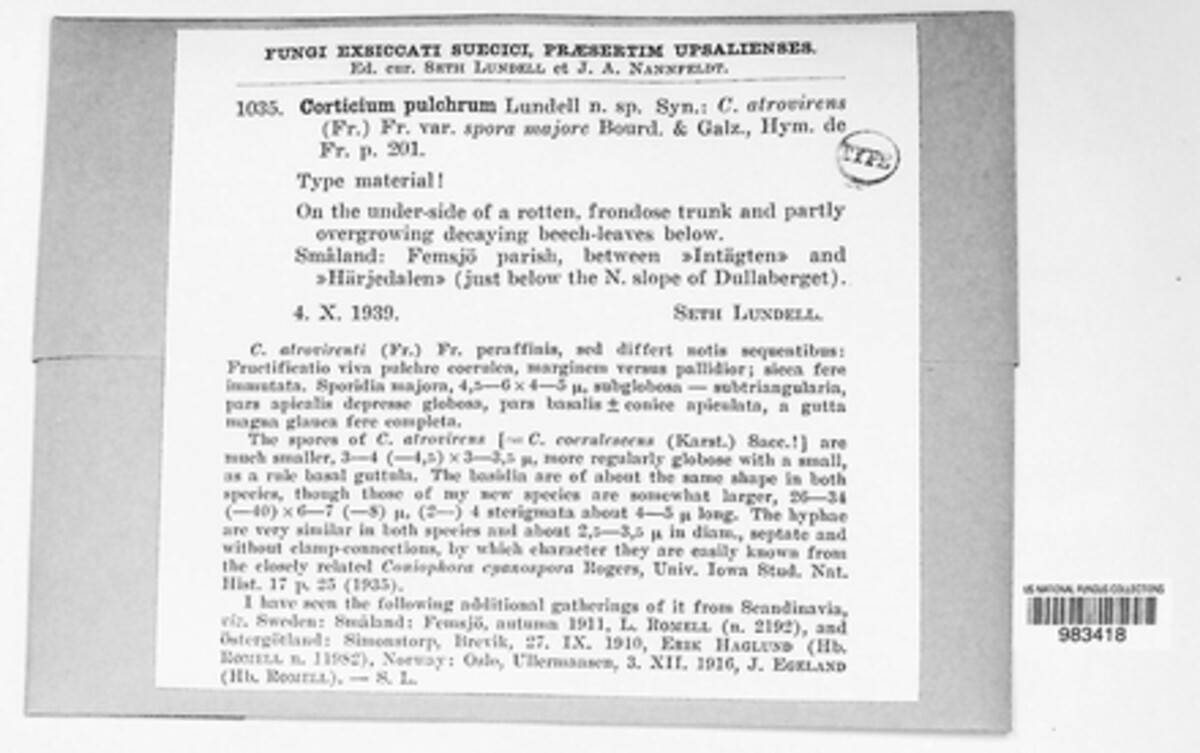 FUNGI EXSICCATI SUECICI, PRÆSERTIM UPSALIENSES.
Ed. cur. SETH LUNDELL et J. A. NANNFELDT.
1035. Corticium pulchrum Lundell n. sp. Syn.: C. atrovirens
(Fr.) Fr. var. spora majore Bourd. & Galz., Hym. de
Fr. p. 201.
TYPE
Type material!
On the under-side of a rotten, frondose trunk and partly
overgrowing decaying beech-leaves below.
Småland: Femsjö parish, between »Intägten» and
»Härjedalen» (just below the N. slope of Dullaberget).
4. X. 1939. SETH LUNDELL.
C. atrovirenti (Fr.) Fr. peraffinis, sed differt notis sequentibus:
Fructificatio viva pulchre coerulea, marginem versus pallidior; sicca fere
immutata. Sporidia majora, 4,5—6 × 4—5 µ, subglobosa — subtriangularia,
pars apicalis depresse globosa, pars basalis ± conice apiculata, a gutta
magna glauca fere completa.
The spores of C. atrovirens [= C. coerulescens (Karst.) Sacc.!] are
much smaller, 3—4 (—4,5) × 3—3,5 µ, more regularly globose with a small,
as a rule basal guttula. The basidia are of about the same shape in both
species, though those of my new species are somewhat larger, 26—34
(—40) × 6—7 (—8) µ, (2—) 4 sterigmata about 4—5 µ long. The hyphae
are very similar in both species and about 2,5—3,5 µ in diam., septate and
without clamp-connections, by which character they are easily known from
the closely related Coniophora cyanospora Rogers, Univ. Iowa Stud. Nat.
Hist. 17 p. 25 (1935).
I have seen the following additional gatherings of it from Scandinavia,
viz. Sweden: Småland: Femsjö, autumn 1911, L. ROMELL (n. 2192), and
Östergötland: Simonstorp, Brevik, 27. IX. 1910, ERIK HAGLUND (Hb.
ROMELL n. 11982). Norway: Oslo, Ullernaasen, 3. XII. 1916, J. EGELAND
(Hb. ROMELL). — S. L.
US NATIONAL FUNGUS COLLECTIONS
983418